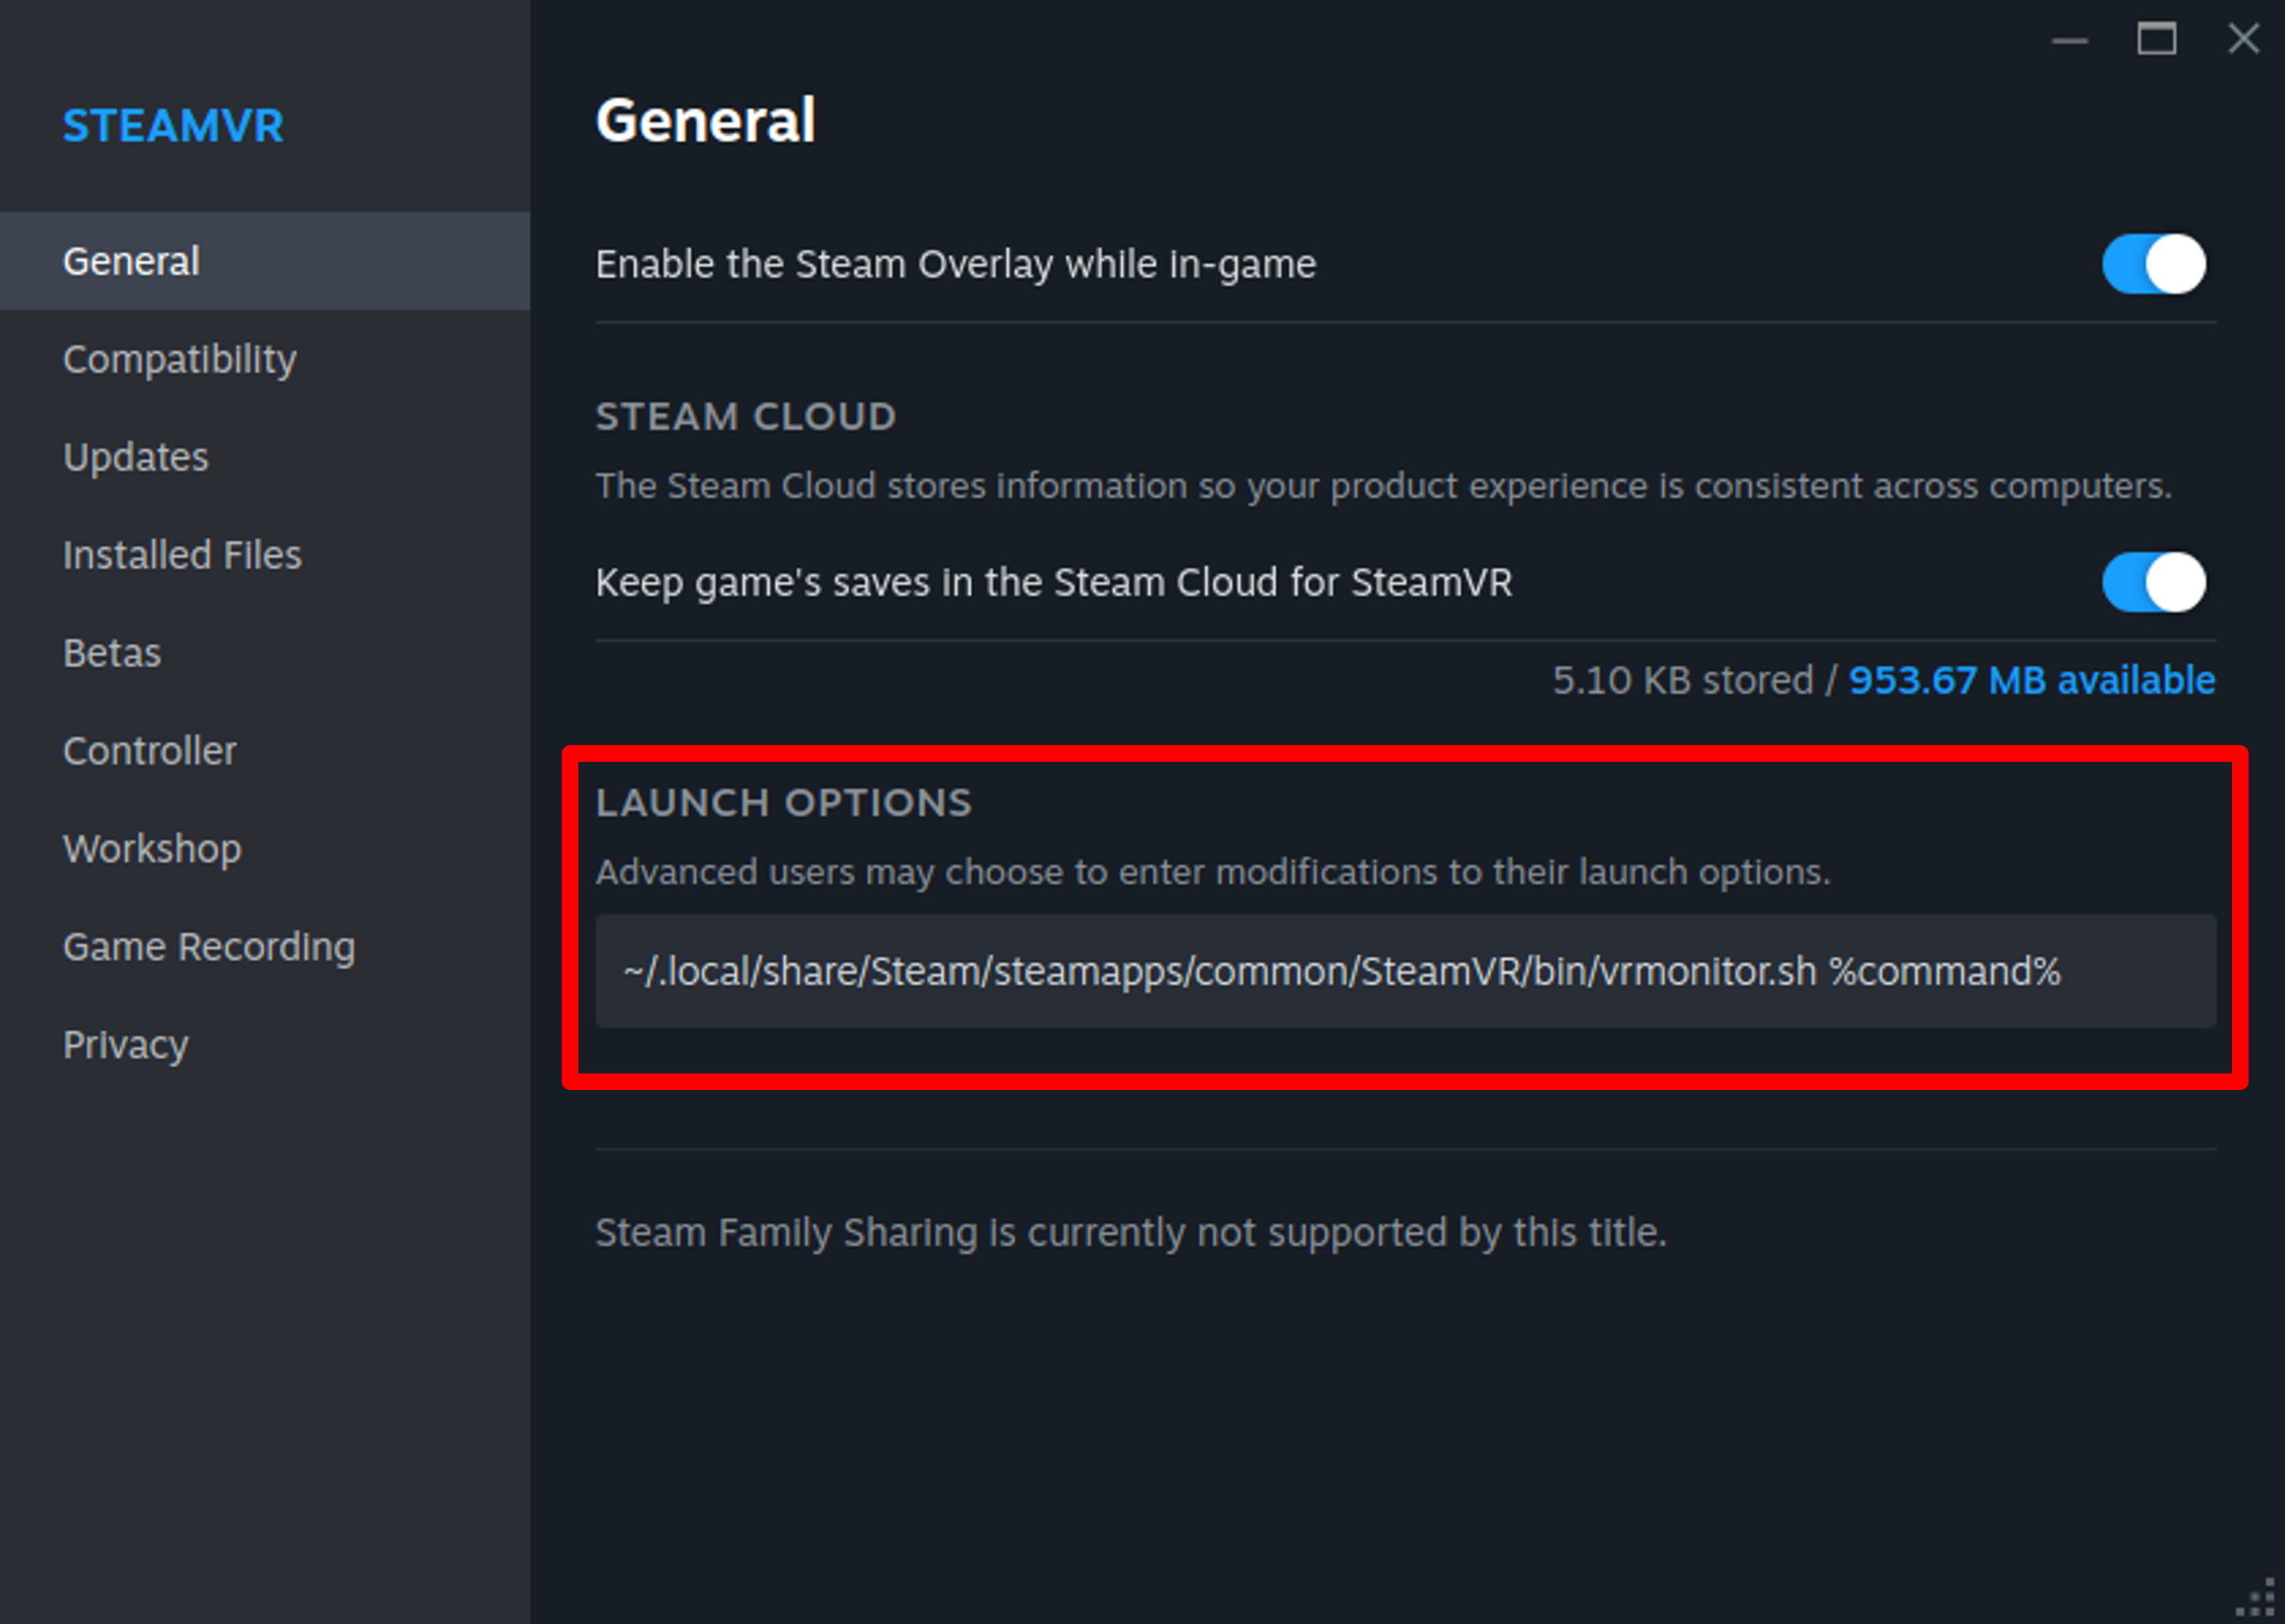 STEAMVR
General
Compatibility
Updates
Installed Files
Betas
Controller
Workshop
Game Recording
Privacy
General
Enable the Steam Overlay while in-game
STEAM CLOUD
The Steam Cloud stores information so your product experience is consistent across computers.
Keep game's saves in the Steam Cloud for SteamVR
5.10 KB stored / 953.67 MB available
LAUNCH OPTIONS
Advanced users may choose to enter modifications to their launch options.
~/.local/share/Steam/steamapps/common/SteamVR/bin/vrmonitor.sh %command%
Steam Family Sharing is currently not supported by this title.